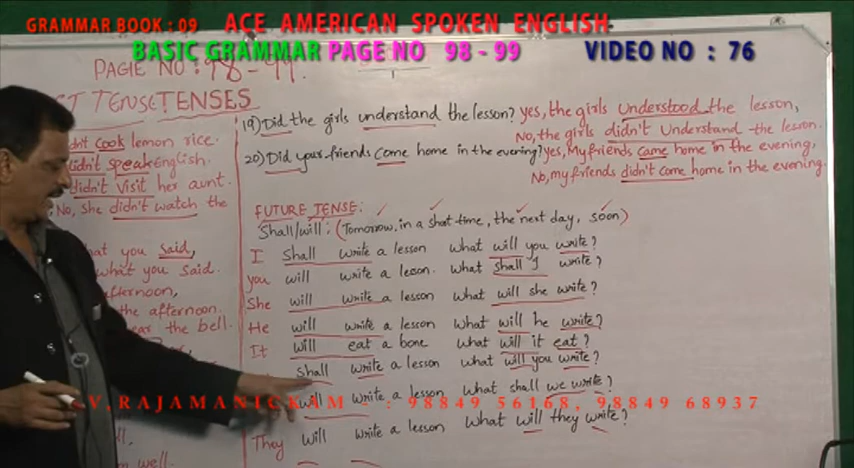 GRAMMAR BOOK : 09 ACE AMERICAN SPOKEN ENGLISH
BASIC GRAMMAR PAGE NO 98 - 99 VIDEO NO : 76
PAGE NO : 98 - 99.
TENSE TENSES
cook lemon rice.
speak English.
didn't visit her aunt.
No, she didn't watch the
you said,
what you said.
afternoon,
the afternoon.
the bell.
19) Did the girls understand the lesson? yes, the girls understood the lesson,
No, the girls didn't understand the lesson.
20) Did your friends come home in the evening? yes, My friends came home in the evening,
No, my friends didn't come home in the evening.
FUTURE TENSE:
Shall/will: (Tomorrow, in a short time, the next day, soon)
I shall write a lesson what will you write?
you will write a lesson. what shall I write?
She will write a lesson what will she write?
He will write a lesson what will he write?
It will eat a bone what will it eat?
shall write a lesson what will you write?
will write a lesson what shall we write?
V,RAJAMANICKAM - : 98849 56168, 98849 68937
They will write a lesson what will they write?
well.